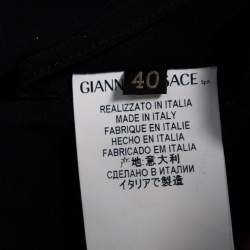 GIANN 40 SACE SpA
REALIZZATO IN ITALIA
MADE IN ITALY
FABRIQUE EN ITALIE
HECHO EN ITALIA
FABRICADO EM ITALIA
产地:意大利
СДЕЛАНО В ИТАЛИИ
イタリアで製造